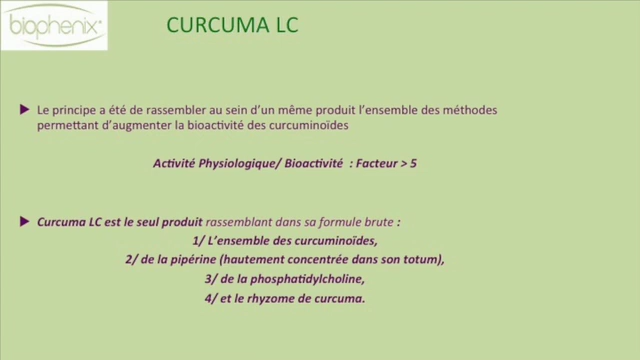 biophenix®
CURCUMA LC
▶ Le principe a été de rassembler au sein d'un même produit l'ensemble des méthodes
permettant d'augmenter la bioactivité des curcuminoïdes
Activité Physiologique/ Bioactivité : Facteur > 5
▶ Curcuma LC est le seul produit rassemblant dans sa formule brute :
1/ L'ensemble des curcuminoïdes,
2/ de la pipérine (hautement concentrée dans son totum),
3/ de la phosphatidylcholine,
4/ et le rhyzome de curcuma.